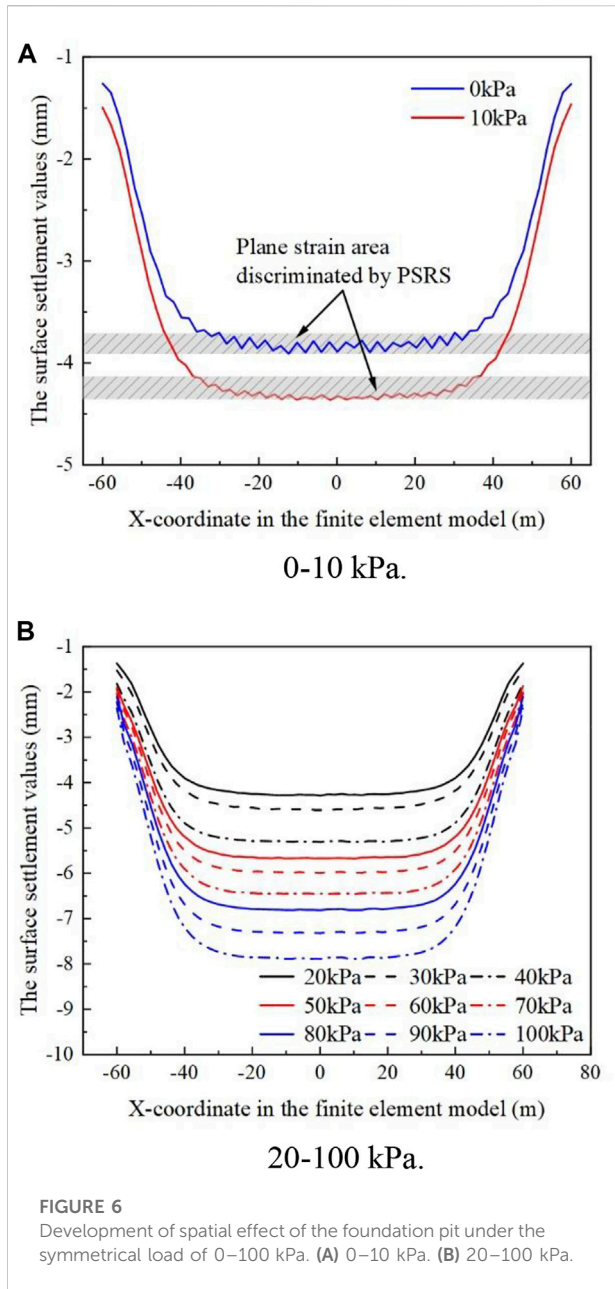 A
-1
-2
-3
-4
-5
The surface settlement values (mm)
0kPa
10kPa
Plane strain area
discriminated by PSRS
-60 -40 -20 0 20 40 60
X-coordinate in the finite element model (m)
0-10 kPa.
B
-1
-2
-3
-4
-5
-6
-7
-8
-9
-10
The surface settlement values (mm)
20kPa 30kPa 40kPa
50kPa 60kPa 70kPa
80kPa 90kPa 100kPa
-60 -40 -20 0 20 40 60 80
X-coordinate in the finite element model (m)
20-100 kPa.
FIGURE 6
Development of spatial effect of the foundation pit under the
symmetrical load of 0–100 kPa. (A) 0–10 kPa. (B) 20–100 kPa.